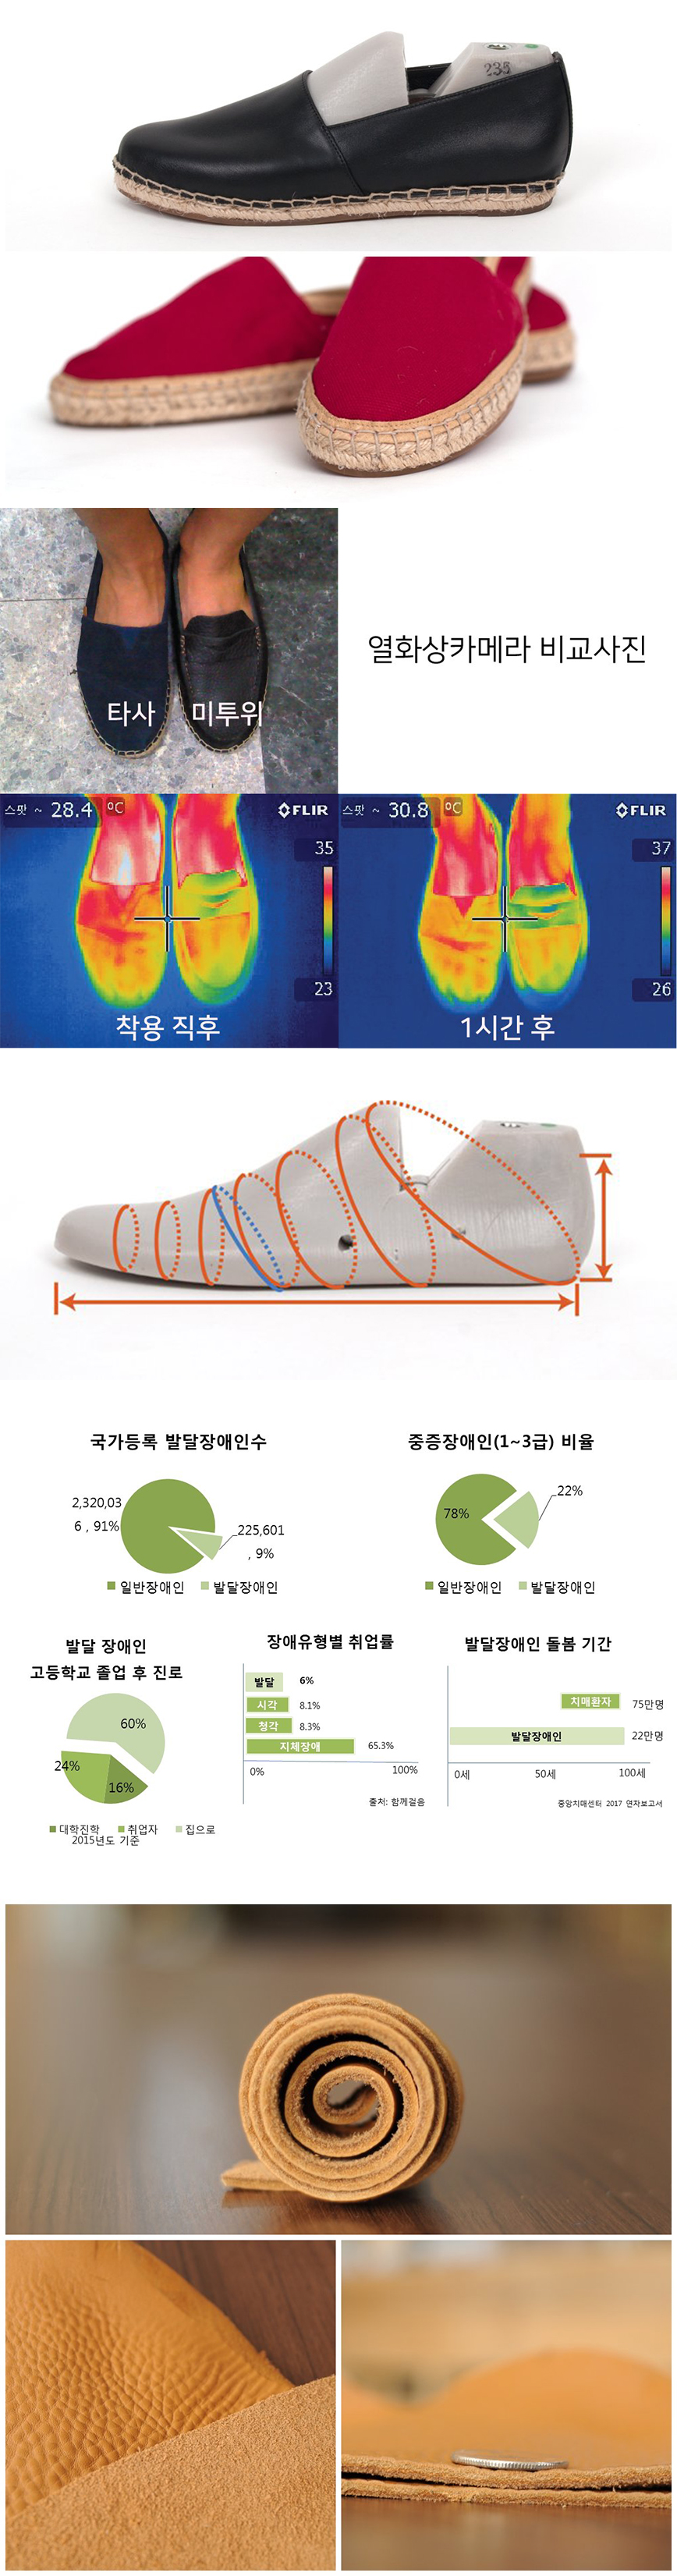 235
타사 미투위
열화상카메라 비교사진
스팟 ~ 28.4 ºC FLIR
35
23
착용 직후
스팟 ~ 30.8 ºC FLIR
37
26
1시간 후
국가등록 발달장애인수
2,320,03
6 , 91%
225,601
, 9%
일반장애인 발달장애인
중증장애인(1~3급) 비율
78%
22%
일반장애인 발달장애인
발달 장애인
고등학교 졸업 후 진로
60%
24%
16%
대학진학 취업자 집으로
2015년도 기준
장애유형별 취업률
발달 6%
시각 8.1%
청각 8.3%
지체장애 65.3%
0% 100%
출처: 함께걸음
발달장애인 돌봄 기간
치매환자 75만명
발달장애인 22만명
0세 50세 100세
중앙치매센터 2017 연차보고서